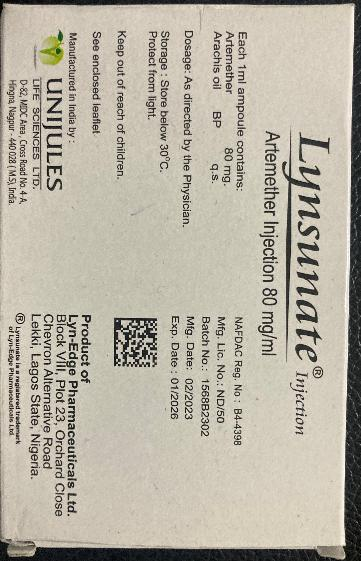 Lynsunate® Injection
Artemether Injection 80 mg/ml
Each 1ml ampoule contains:
Artemether 80 mg.
Arachis oil BP q.s.
Dosage: As directed by the Physician.
Storage : Store below 30°C.
Protect from light.
Keep out of reach of children.
See enclosed leaflet
Manufactured in India by :
UNIJULES
LIFE SCIENCES LTD.
D-82, MIDC Area, Cross Road No. 4-A,
Hingna, Nagpur - 440 028 ( M.S), India.
NAFDAC Reg. No : B4-4398
Mfg. Lic. No.: ND/50
Batch No.: 1568B2302
Mfg. Date: 02/2023
Exp. Date : 01/2026
Product of
Lyn-Edge Pharmaceuticals Ltd.
Block VIII, Plot 23, Orchard Close
Chevron Alternative Road
Lekki, Lagos State, Nigeria.
® Lynsunate is a registered trademark
of Lyn-Edge Pharmaceuticals Ltd.